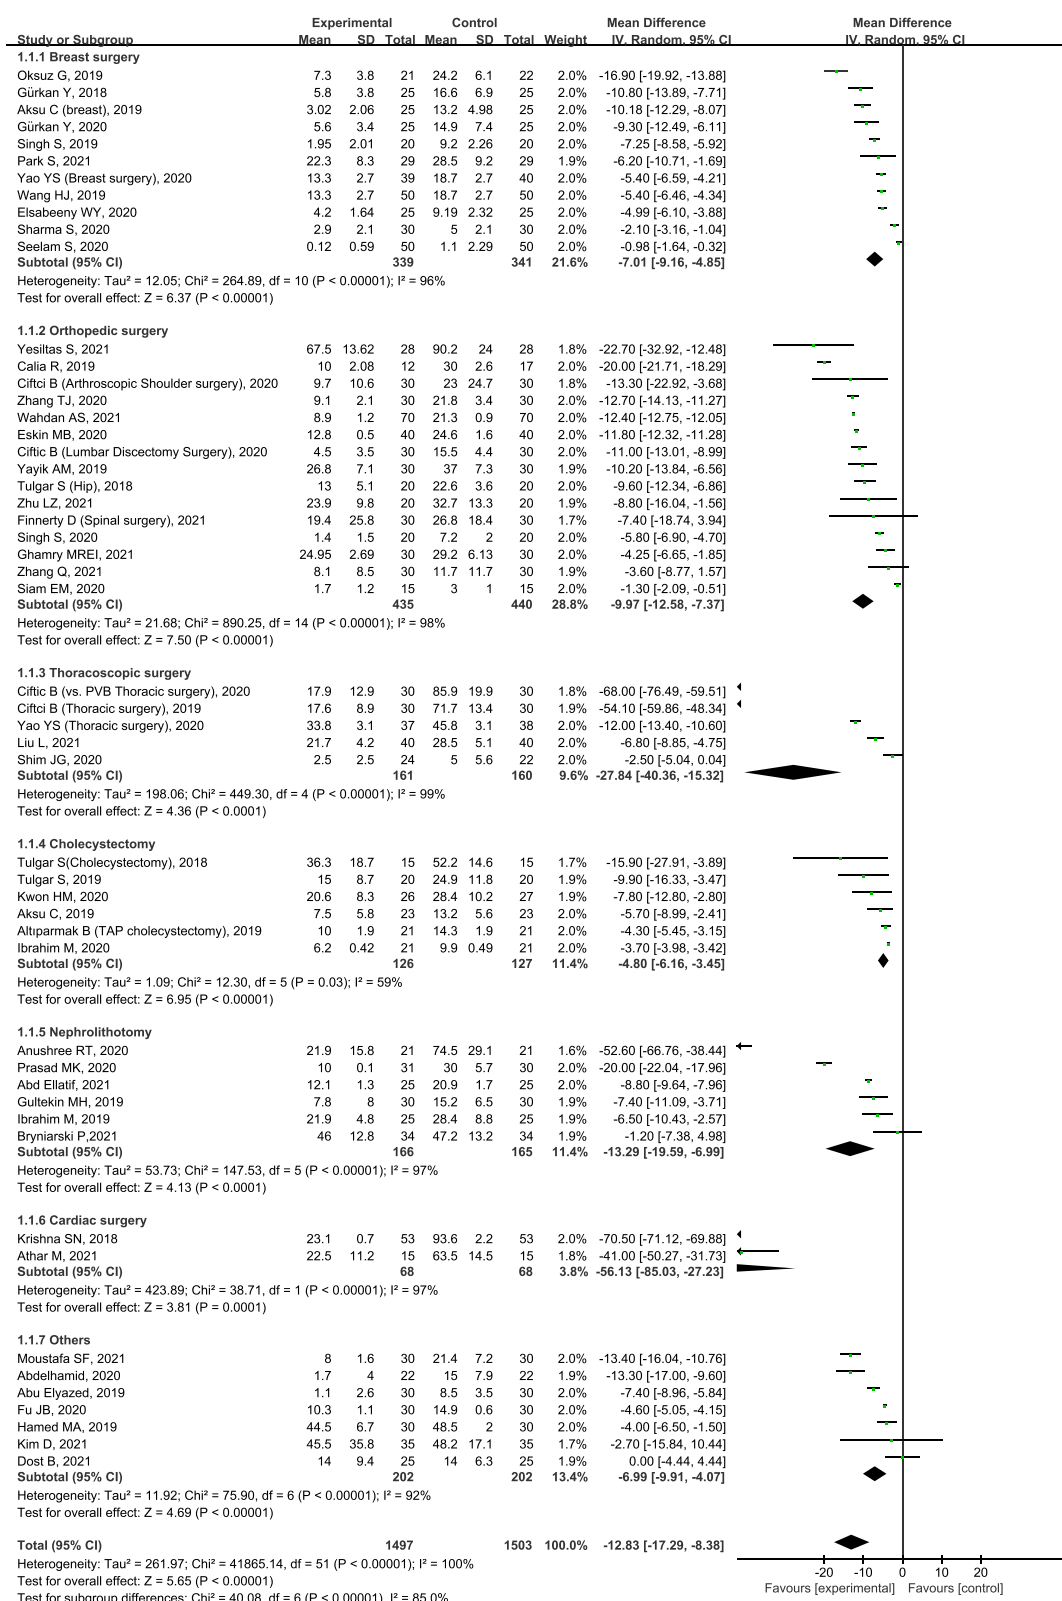 Experimental Control Mean Difference Mean Difference
Study or Subgroup Mean SD Total Mean SD Total Weight IV, Random, 95% CI IV, Random, 95% CI
1.1.1 Breast surgery
Oksuz G, 2019 7.3 3.8 21 24.2 6.1 22 2.0% -16.90 [-19.92, -13.88]
Gürkan Y, 2018 5.8 3.8 25 16.6 6.9 25 2.0% -10.80 [-13.89, -7.71]
Aksu C (breast), 2019 3.02 2.06 25 13.2 4.98 25 2.0% -10.18 [-12.29, -8.07]
Gürkan Y, 2020 5.6 3.4 25 14.9 7.4 25 2.0% -9.30 [-12.49, -6.11]
Singh S, 2019 1.95 2.01 20 9.2 2.26 20 2.0% -7.25 [-8.58, -5.92]
Park S, 2021 22.3 8.3 29 28.5 9.2 29 1.9% -6.20 [-10.71, -1.69]
Yao YS (Breast surgery), 2020 13.3 2.7 39 18.7 2.7 40 2.0% -5.40 [-6.59, -4.21]
Wang HJ, 2019 13.3 2.7 50 18.7 2.7 50 2.0% -5.40 [-6.46, -4.34]
Elsabeeny WY, 2020 4.2 1.64 25 9.19 2.32 25 2.0% -4.99 [-6.10, -3.88]
Sharma S, 2020 2.9 2.1 30 5 2.1 30 2.0% -2.10 [-3.16, -1.04]
Seelam S, 2020 0.12 0.59 50 1.1 2.29 50 2.0% -0.98 [-1.64, -0.32]
Subtotal (95% CI) 339 341 21.6% -7.01 [-9.16, -4.85]
Heterogeneity: Tau² = 12.05; Chi² = 264.89, df = 10 (P < 0.00001); I² = 96%
Test for overall effect: Z = 6.37 (P < 0.00001)
1.1.2 Orthopedic surgery
Yesiltas S, 2021 67.5 13.62 28 90.2 24 28 1.8% -22.70 [-32.92, -12.48]
Calia R, 2019 10 2.08 12 30 2.6 17 2.0% -20.00 [-21.71, -18.29]
Ciftci B (Arthroscopic Shoulder surgery), 2020 9.7 10.6 30 23 24.7 30 1.8% -13.30 [-22.92, -3.68]
Zhang TJ, 2020 9.1 2.1 30 21.8 3.4 30 2.0% -12.70 [-14.13, -11.27]
Wahdan AS, 2021 8.9 1.2 70 21.3 0.9 70 2.0% -12.40 [-12.75, -12.05]
Eskin MB, 2020 12.8 0.5 40 24.6 1.6 40 2.0% -11.80 [-12.32, -11.28]
Ciftic B (Lumbar Discectomy Surgery), 2020 4.5 3.5 30 15.5 4.4 30 2.0% -11.00 [-13.01, -8.99]
Yayik AM, 2019 26.8 7.1 30 37 7.3 30 1.9% -10.20 [-13.84, -6.56]
Tulgar S (Hip), 2018 13 5.1 20 22.6 3.6 20 2.0% -9.60 [-12.34, -6.86]
Zhu LZ, 2021 23.9 9.8 20 32.7 13.3 20 1.9% -8.80 [-16.04, -1.56]
Finnerty D (Spinal surgery), 2021 19.4 25.8 30 26.8 18.4 30 1.7% -7.40 [-18.74, 3.94]
Singh S, 2020 1.4 1.5 20 7.2 2 20 2.0% -5.80 [-6.90, -4.70]
Ghamry MREI, 2021 24.95 2.69 30 29.2 6.13 30 2.0% -4.25 [-6.65, -1.85]
Zhang Q, 2021 8.1 8.5 30 11.7 11.7 30 1.9% -3.60 [-8.77, 1.57]
Siam EM, 2020 1.7 1.2 15 3 1 15 2.0% -1.30 [-2.09, -0.51]
Subtotal (95% CI) 435 440 28.8% -9.97 [-12.58, -7.37]
Heterogeneity: Tau² = 21.68; Chi² = 890.25, df = 14 (P < 0.00001); I² = 98%
Test for overall effect: Z = 7.50 (P < 0.00001)
1.1.3 Thoracoscopic surgery
Ciftic B (vs. PVB Thoracic surgery), 2020 17.9 12.9 30 85.9 19.9 30 1.8% -68.00 [-76.49, -59.51]
Ciftci B (Thoracic surgery), 2019 17.6 8.9 30 71.7 13.4 30 1.9% -54.10 [-59.86, -48.34]
Yao YS (Thoracic surgery), 2020 33.8 3.1 37 45.8 3.1 38 2.0% -12.00 [-13.40, -10.60]
Liu L, 2021 21.7 4.2 40 28.5 5.1 40 2.0% -6.80 [-8.85, -4.75]
Shim JG, 2020 2.5 2.5 24 5 5.6 22 2.0% -2.50 [-5.04, 0.04]
Subtotal (95% CI) 161 160 9.6% -27.84 [-40.36, -15.32]
Heterogeneity: Tau² = 198.06; Chi² = 449.30, df = 4 (P < 0.00001); I² = 99%
Test for overall effect: Z = 4.36 (P < 0.0001)
1.1.4 Cholecystectomy
Tulgar S(Cholecystectomy), 2018 36.3 18.7 15 52.2 14.6 15 1.7% -15.90 [-27.91, -3.89]
Tulgar S, 2019 15 8.7 20 24.9 11.8 20 1.9% -9.90 [-16.33, -3.47]
Kwon HM, 2020 20.6 8.3 26 28.4 10.2 27 1.9% -7.80 [-12.80, -2.80]
Aksu C, 2019 7.5 5.8 23 13.2 5.6 23 2.0% -5.70 [-8.99, -2.41]
Altıparmak B (TAP cholecystectomy), 2019 10 1.9 21 14.3 1.9 21 2.0% -4.30 [-5.45, -3.15]
Ibrahim M, 2020 6.2 0.42 21 9.9 0.49 21 2.0% -3.70 [-3.98, -3.42]
Subtotal (95% CI) 126 127 11.4% -4.80 [-6.16, -3.45]
Heterogeneity: Tau² = 1.09; Chi² = 12.30, df = 5 (P = 0.03); I² = 59%
Test for overall effect: Z = 6.95 (P < 0.00001)
1.1.5 Nephrolithotomy
Anushree RT, 2020 21.9 15.8 21 74.5 29.1 21 1.6% -52.60 [-66.76, -38.44]
Prasad MK, 2020 10 0.1 31 30 5.7 30 2.0% -20.00 [-22.04, -17.96]
Abd Ellatif, 2021 12.1 1.3 25 20.9 1.7 25 2.0% -8.80 [-9.64, -7.96]
Gultekin MH, 2019 7.8 8 30 15.2 6.5 30 1.9% -7.40 [-11.09, -3.71]
Ibrahim M, 2019 21.9 4.8 25 28.4 8.8 25 1.9% -6.50 [-10.43, -2.57]
Bryniarski P,2021 46 12.8 34 47.2 13.2 34 1.9% -1.20 [-7.38, 4.98]
Subtotal (95% CI) 166 165 11.4% -13.29 [-19.59, -6.99]
Heterogeneity: Tau² = 53.73; Chi² = 147.53, df = 5 (P < 0.00001); I² = 97%
Test for overall effect: Z = 4.13 (P < 0.0001)
1.1.6 Cardiac surgery
Krishna SN, 2018 23.1 0.7 53 93.6 2.2 53 2.0% -70.50 [-71.12, -69.88]
Athar M, 2021 22.5 11.2 15 63.5 14.5 15 1.8% -41.00 [-50.27, -31.73]
Subtotal (95% CI) 68 68 3.8% -56.13 [-85.03, -27.23]
Heterogeneity: Tau² = 423.89; Chi² = 38.71, df = 1 (P < 0.00001); I² = 97%
Test for overall effect: Z = 3.81 (P = 0.0001)
1.1.7 Others
Moustafa SF, 2021 8 1.6 30 21.4 7.2 30 2.0% -13.40 [-16.04, -10.76]
Abdelhamid, 2020 1.7 4 22 15 7.9 22 1.9% -13.30 [-17.00, -9.60]
Abu Elyazed, 2019 1.1 2.6 30 8.5 3.5 30 2.0% -7.40 [-8.96, -5.84]
Fu JB, 2020 10.3 1.1 30 14.9 0.6 30 2.0% -4.60 [-5.05, -4.15]
Hamed MA, 2019 44.5 6.7 30 48.5 2 30 2.0% -4.00 [-6.50, -1.50]
Kim D, 2021 45.5 35.8 35 48.2 17.1 35 1.7% -2.70 [-15.84, 10.44]
Dost B, 2021 14 9.4 25 14 6.3 25 1.9% 0.00 [-4.44, 4.44]
Subtotal (95% CI) 202 202 13.4% -6.99 [-9.91, -4.07]
Heterogeneity: Tau² = 11.92; Chi² = 75.90, df = 6 (P < 0.00001); I² = 92%
Test for overall effect: Z = 4.69 (P < 0.00001)
Total (95% CI) 1497 1503 100.0% -12.83 [-17.29, -8.38]
Heterogeneity: Tau² = 261.97; Chi² = 41865.14, df = 51 (P < 0.00001); I² = 100%
-20 -10 0 10 20
Test for overall effect: Z = 5.65 (P < 0.00001)
Favours [experimental] Favours [control]
Test for subgroup differences: Chi² = 40.08, df = 6 (P < 0.00001), I² = 85.0%